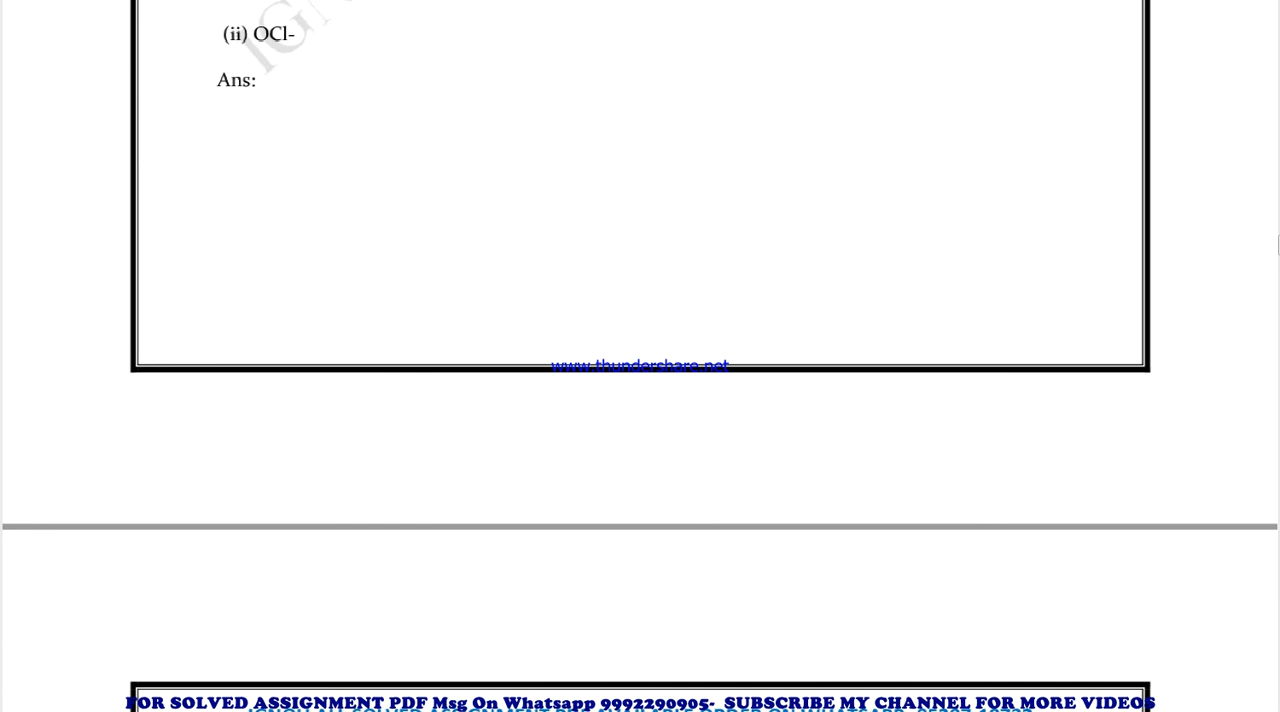 (ii) OCl-
Ans:
www.thundershare.net
FOR SOLVED ASSIGNMENT PDF Msg On Whatsapp 9992290905- SUBSCRIBE MY CHANNEL FOR MORE VIDEOS